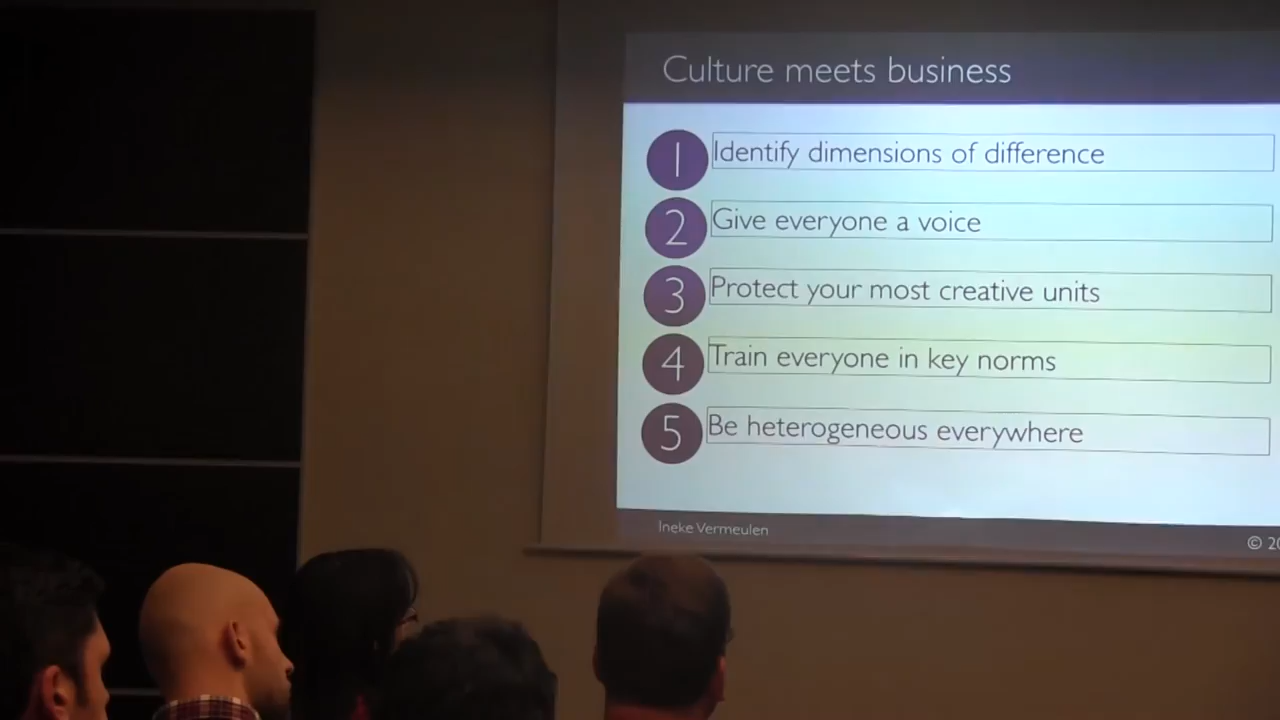 Culture meets business
1 Identify dimensions of difference
2 Give everyone a voice
3 Protect your most creative units
4 Train everyone in key norms
5 Be heterogeneous everywhere
Ineke Vermeulen
© 20